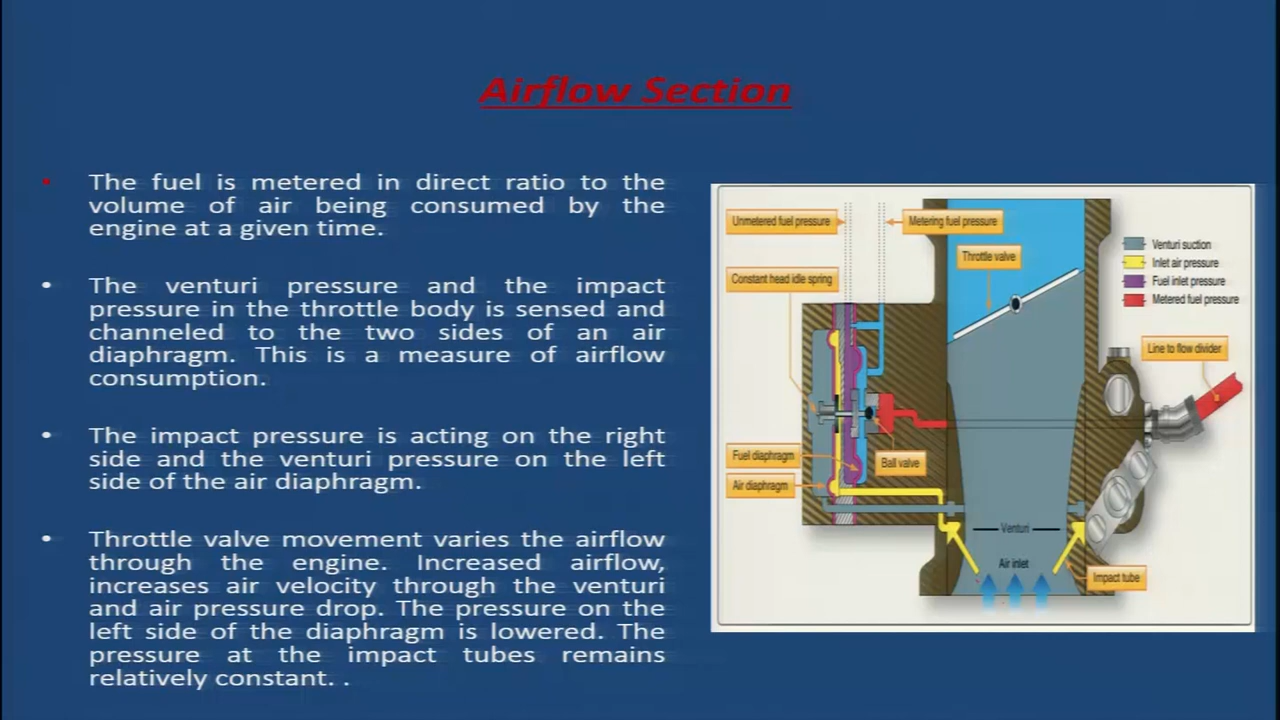 Airflow Section
• The fuel is metered in direct ratio to the
volume of air being consumed by the
engine at a given time.
• The venturi pressure and the impact
pressure in the throttle body is sensed and
channeled to the two sides of an air
diaphragm. This is a measure of airflow
consumption.
• The impact pressure is acting on the right
side and the venturi pressure on the left
side of the air diaphragm.
• Throttle valve movement varies the airflow
through the engine. Increased airflow,
increases air velocity through the venturi
and air pressure drop. The pressure on the
left side of the diaphragm is lowered. The
pressure at the impact tubes remains
relatively constant. .
Unmetered fuel pressure
Metering fuel pressure
Throttle valve
Constant head idle spring
Venturi suction
Inlet air pressure
Fuel inlet pressure
Metered fuel pressure
Line to flow divider
Fuel diaphragm
Ball valve
Air diaphragm
Venturi
Air inlet
Impact tube